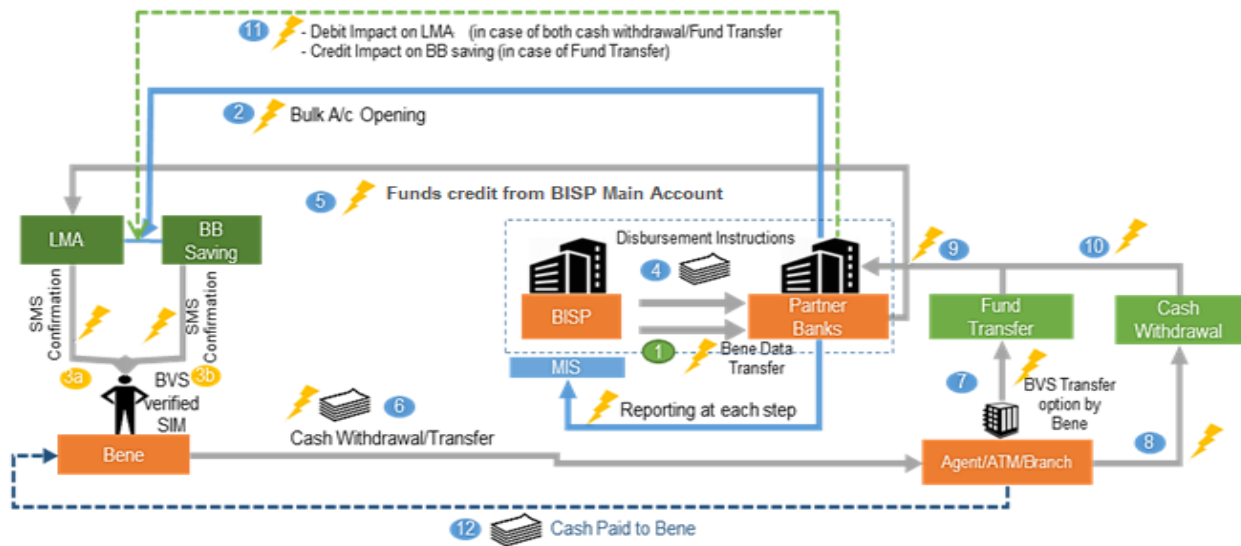 11
- Debit Impact on LMA (in case of both cash withdrawal/Fund Transfer
- Credit Impact on BB saving (in case of Fund Transfer)
2
Bulk A/c Opening
5
Funds credit from BISP Main Account
LMA
BB
Saving
Disbursement Instructions
4
9
10
SMS
Confirmation
SMS
Confirmation
BISP
Partner
Banks
Fund
Transfer
Cash
Withdrawal
1
Bene Data
Transfer
MIS
3a
3b
BVS
verified
SIM
7
BVS Transfer
option by
Bene
6
Reporting at each step
Cash Withdrawal/Transfer
8
Bene
Agent/ATM/Branch
12
Cash Paid to Bene